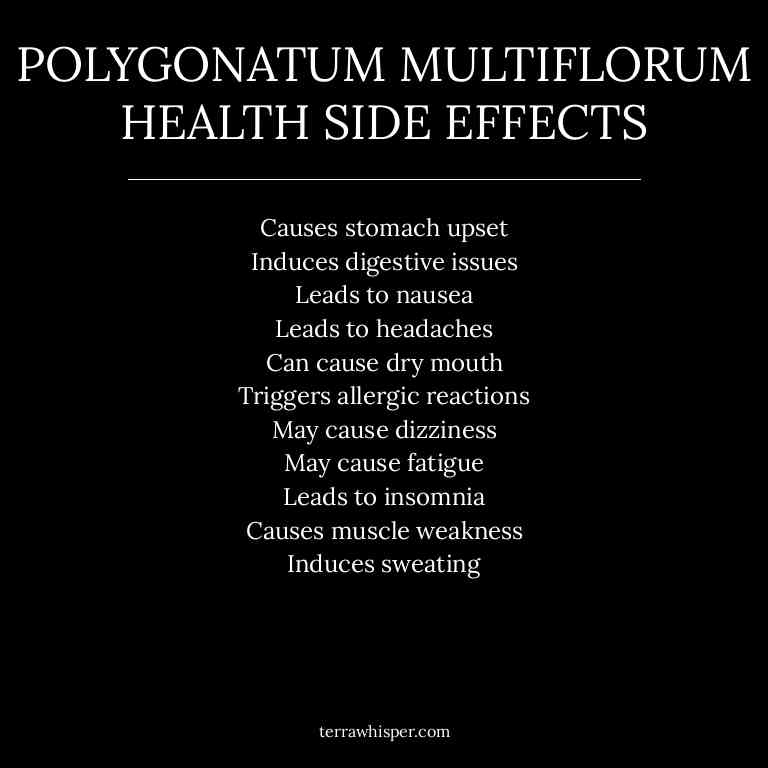 POLYGONATUM MULTIFLORUM
HEALTH SIDE EFFECTS
Causes stomach upset
Induces digestive issues
Leads to nausea
Leads to headaches
Can cause dry mouth
Triggers allergic reactions
May cause dizziness
May cause fatigue
Leads to insomnia
Causes muscle weakness
Induces sweating
terrawhisper.com